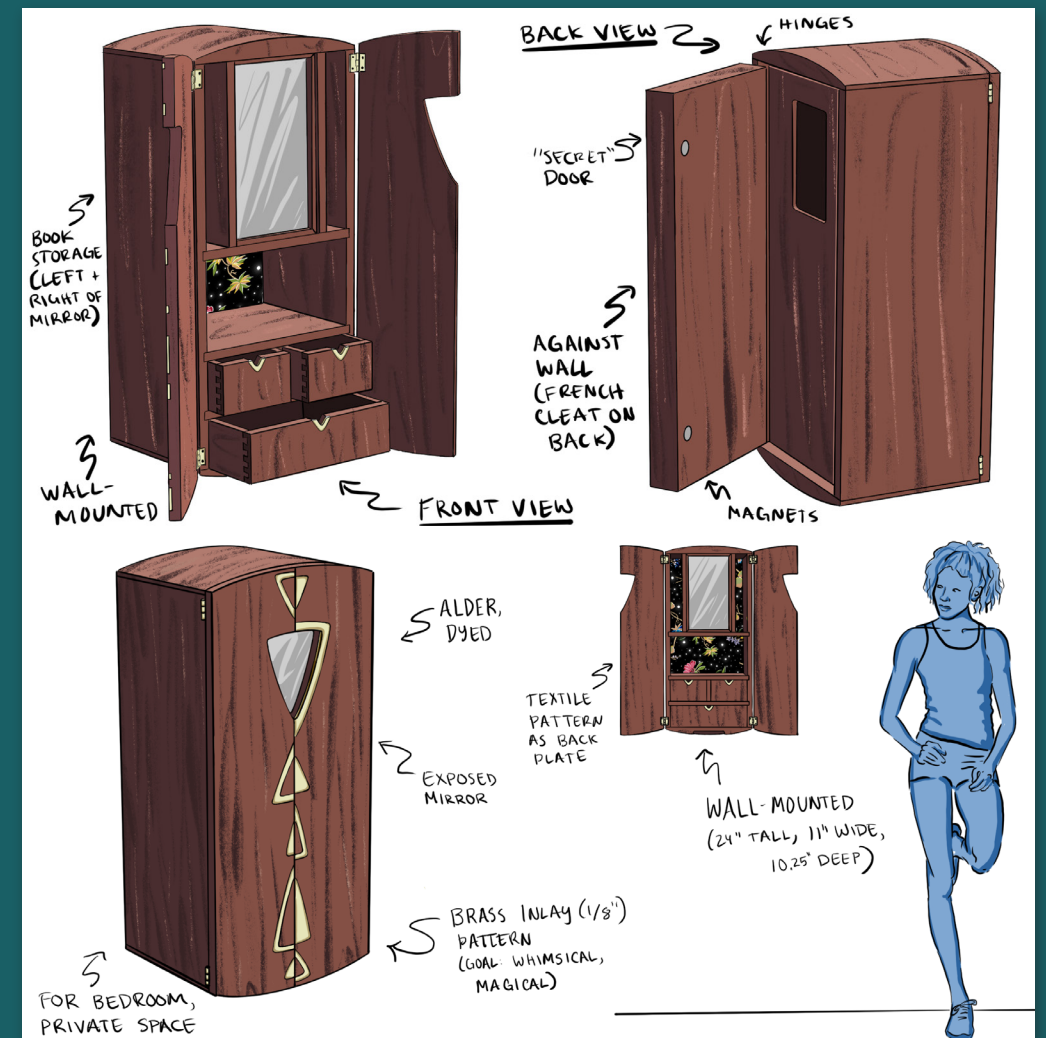 BACK VIEW
HINGES
"SECRET"
DOOR
BOOK
STORAGE
(LEFT +
RIGHT OF
MIRROR)
AGAINST
WALL
(FRENCH
CLEAT ON
BACK)
WALL-
MOUNTED
FRONT VIEW
MAGNETS
ALDER,
DYED
EXPOSED
MIRROR
BRASS INLAY (1/8")
PATTERN
(GOAL: WHIMSICAL,
MAGICAL)
FOR BEDROOM,
PRIVATE SPACE
TEXTILE
PATTERN
AS BACK
PLATE
WALL-MOUNTED
(24" TALL, 11" WIDE,
10.25" DEEP)